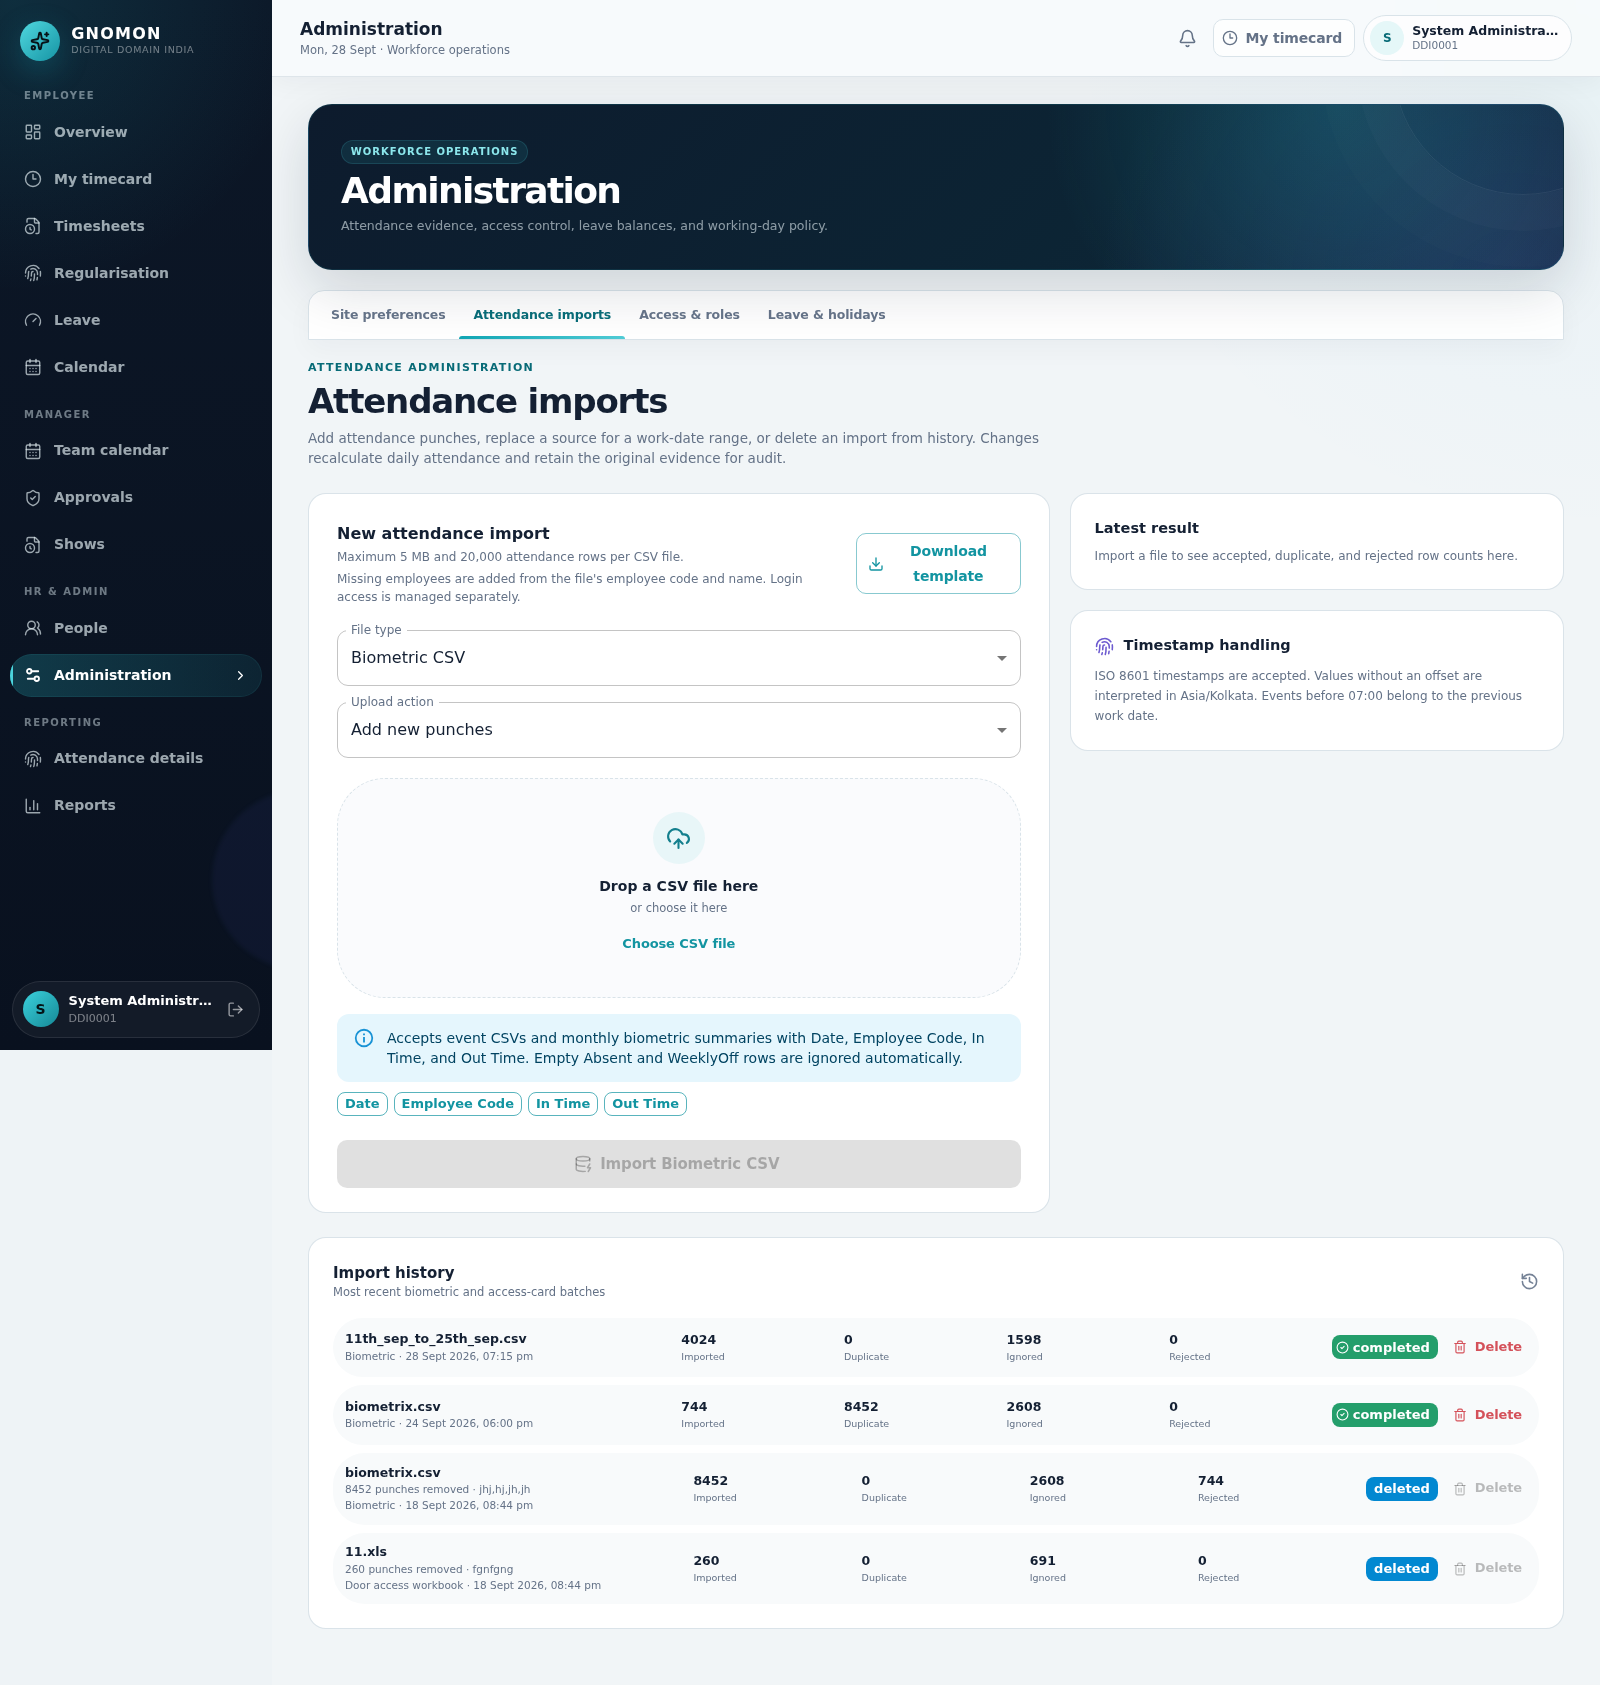 GNOMON
DIGITAL DOMAIN INDIA
EMPLOYEE
Overview
My timecard
Timesheets
Regularisation
Leave
Calendar
MANAGER
Team calendar
Approvals
Shows
HR & ADMIN
People
Administration
REPORTING
Attendance details
Reports
S
System Administr...
DDI0001
Administration
Mon, 28 Sept · Workforce operations
My timecard
S
System Administra...
DDI0001
WORKFORCE OPERATIONS
Administration
Attendance evidence, access control, leave balances, and working-day policy.
Site preferences
Attendance imports
Access & roles
Leave & holidays
ATTENDANCE ADMINISTRATION
Attendance imports
Add attendance punches, replace a source for a work-date range, or delete an import from history. Changes
recalculate daily attendance and retain the original evidence for audit.
New attendance import
Maximum 5 MB and 20,000 attendance rows per CSV file.
Missing employees are added from the file's employee code and name. Login
access is managed separately.
Download
template
File type
Biometric CSV
Upload action
Add new punches
Drop a CSV file here
or choose it here
Choose CSV file
Accepts event CSVs and monthly biometric summaries with Date, Employee Code, In
Time, and Out Time. Empty Absent and WeeklyOff rows are ignored automatically.
Date
Employee Code
In Time
Out Time
Import Biometric CSV
Latest result
Import a file to see accepted, duplicate, and rejected row counts here.
Timestamp handling
ISO 8601 timestamps are accepted. Values without an offset are
interpreted in Asia/Kolkata. Events before 07:00 belong to the previous
work date.
Import history
Most recent biometric and access-card batches
11th_sep_to_25th_sep.csv
Biometric · 28 Sept 2026, 07:15 pm
4024
Imported
0
Duplicate
1598
Ignored
0
Rejected
completed
Delete
biometrix.csv
Biometric · 24 Sept 2026, 06:00 pm
744
Imported
8452
Duplicate
2608
Ignored
0
Rejected
completed
Delete
biometrix.csv
8452 punches removed · jhj,hj,jh,jh
Biometric · 18 Sept 2026, 08:44 pm
8452
Imported
0
Duplicate
2608
Ignored
744
Rejected
deleted
Delete
11.xls
260 punches removed · fgnfgng
Door access workbook · 18 Sept 2026, 08:44 pm
260
Imported
0
Duplicate
691
Ignored
0
Rejected
deleted
Delete